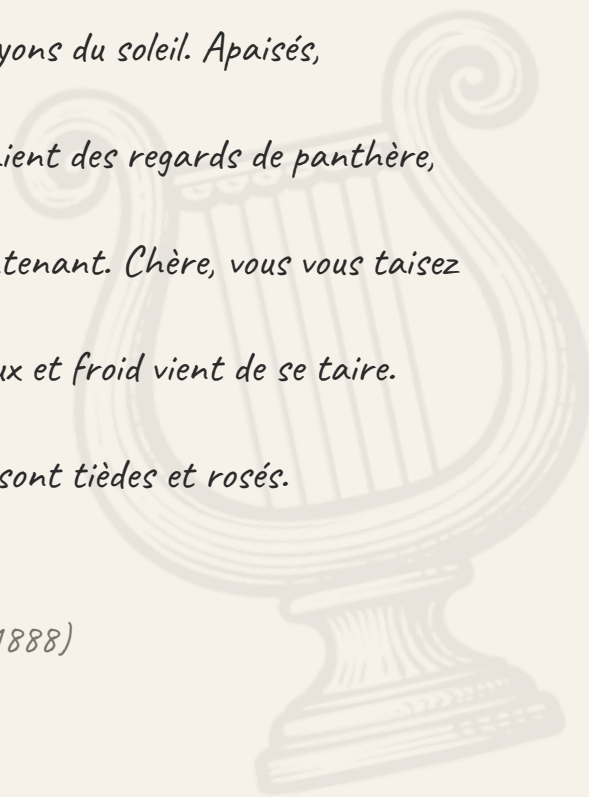 yons du soleil. Apaisés,
ient des regards de panthère,
tenant. Chère, vous vous taisez
ux et froid vient de se taire.
sont tièdes et rosés.
1888)